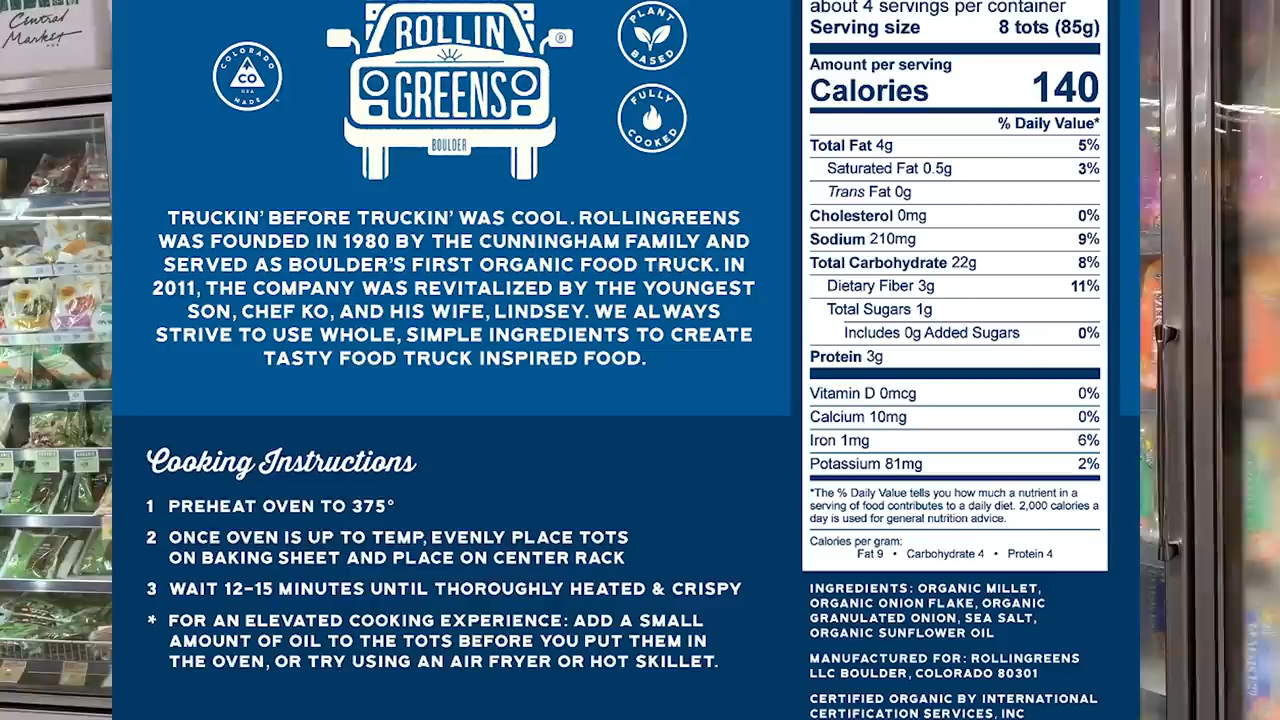 Central
Market
COLORADO
CO
USA
MADE
ROLLIN
GREENS
®
BOULDER
PLANT
BASED
FULLY
COOKED
TRUCKIN' BEFORE TRUCKIN' WAS COOL. ROLLINGREENS
WAS FOUNDED IN 1980 BY THE CUNNINGHAM FAMILY AND
SERVED AS BOULDER'S FIRST ORGANIC FOOD TRUCK. IN
2011, THE COMPANY WAS REVITALIZED BY THE YOUNGEST
SON, CHEF KO, AND HIS WIFE, LINDSEY. WE ALWAYS
STRIVE TO USE WHOLE, SIMPLE INGREDIENTS TO CREATE
TASTY FOOD TRUCK INSPIRED FOOD.
Cooking Instructions
1 PREHEAT OVEN TO 375°
2 ONCE OVEN IS UP TO TEMP, EVENLY PLACE TOTS
ON BAKING SHEET AND PLACE ON CENTER RACK
3 WAIT 12-15 MINUTES UNTIL THOROUGHLY HEATED & CRISPY
* FOR AN ELEVATED COOKING EXPERIENCE: ADD A SMALL
AMOUNT OF OIL TO THE TOTS BEFORE YOU PUT THEM IN
THE OVEN, OR TRY USING AN AIR FRYER OR HOT SKILLET.
about 4 servings per container
Serving size 8 tots (85g)
Amount per serving
Calories 140
% Daily Value*
Total Fat 4g 5%
Saturated Fat 0.5g 3%
Trans Fat 0g
Cholesterol 0mg 0%
Sodium 210mg 9%
Total Carbohydrate 22g 8%
Dietary Fiber 3g 11%
Total Sugars 1g
Includes 0g Added Sugars 0%
Protein 3g
Vitamin D 0mcg 0%
Calcium 10mg 0%
Iron 1mg 6%
Potassium 81mg 2%
*The % Daily Value tells you how much a nutrient in a
serving of food contributes to a daily diet. 2,000 calories a
day is used for general nutrition advice.
Calories per gram:
Fat 9 • Carbohydrate 4 • Protein 4
INGREDIENTS: ORGANIC MILLET,
ORGANIC ONION FLAKE, ORGANIC
GRANULATED ONION, SEA SALT,
ORGANIC SUNFLOWER OIL
MANUFACTURED FOR: ROLLINGREENS
LLC BOULDER, COLORADO 80301
CERTIFIED ORGANIC BY INTERNATIONAL
CERTIFICATION SERVICES, INC